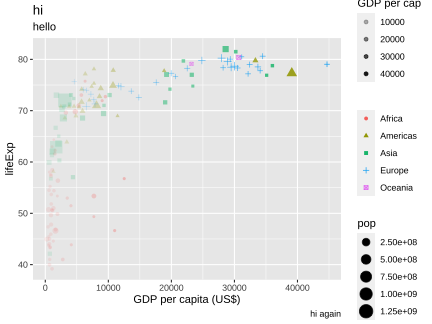 hi
hello
lifeExp
80
70
60
50
40
0
10000
20000
30000
40000
GDP per capita (US$)
hi again
GDP per cap
10000
20000
30000
40000
Africa
Americas
Asia
Europe
Oceania
pop
2.50e+08
5.00e+08
7.50e+08
1.00e+09
1.25e+09